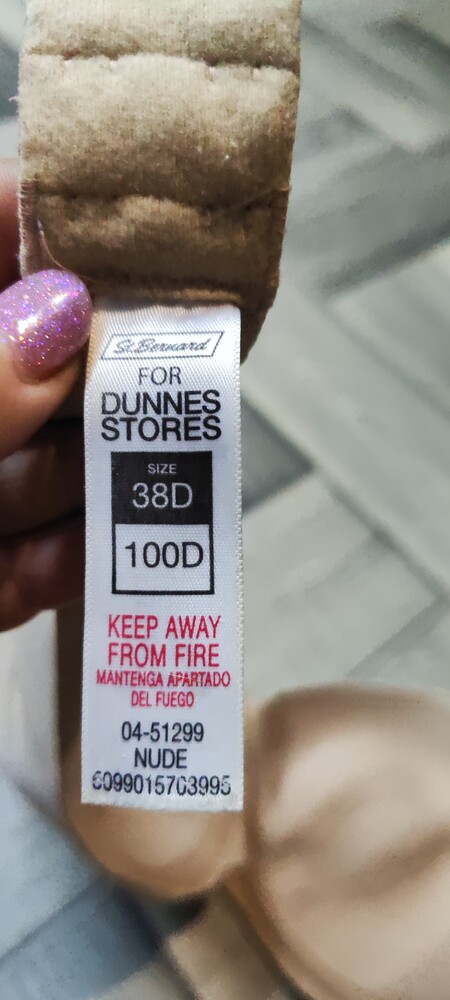 St.Bernard
FOR
DUNNES
STORES
SIZE
38D
100D
KEEP AWAY
FROM FIRE
MANTENGA APARTADO
DEL FUEGO
04-51299
NUDE
6099015703995